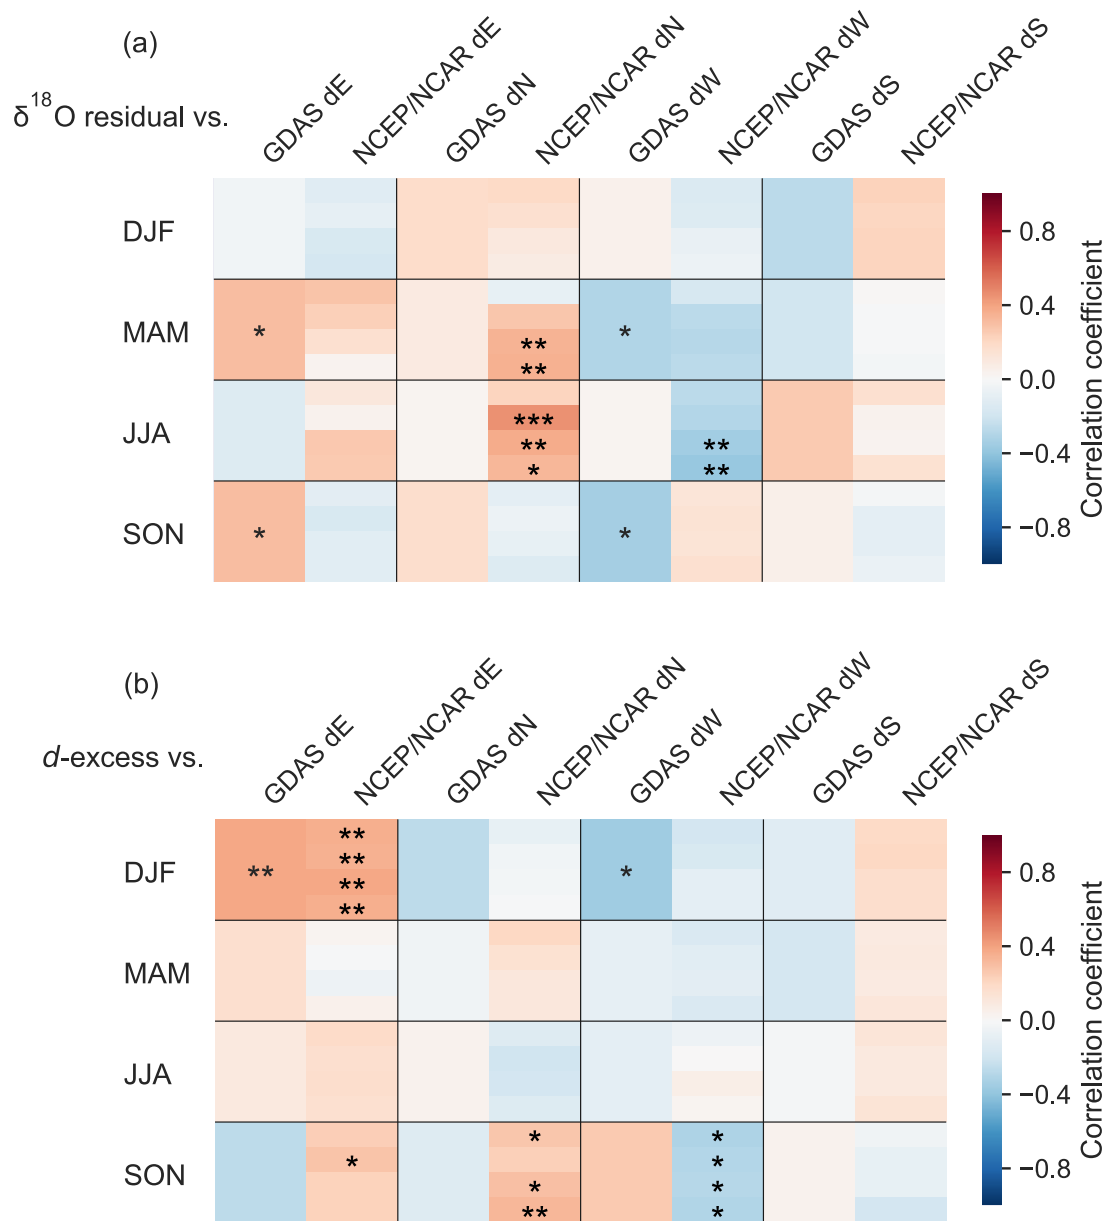 (a)
δ18O residual vs.
GDAS dE
NCEP/NCAR dE
GDAS dN
NCEP/NCAR dN
GDAS dW
NCEP/NCAR dW
GDAS dS
NCEP/NCAR dS
DJF
MAM
* ** *
**
JJA
***
** **
* **
SON
* *
0.8
0.4
0.0
−0.4
−0.8
Correlation coefficient
(b)
d-excess vs.
GDAS dE
NCEP/NCAR dE
GDAS dN
NCEP/NCAR dN
GDAS dW
NCEP/NCAR dW
GDAS dS
NCEP/NCAR dS
DJF
**
**
** *
**
**
MAM
JJA
SON
* *
* *
* *
** *
0.8
0.4
0.0
−0.4
−0.8
Correlation coefficient